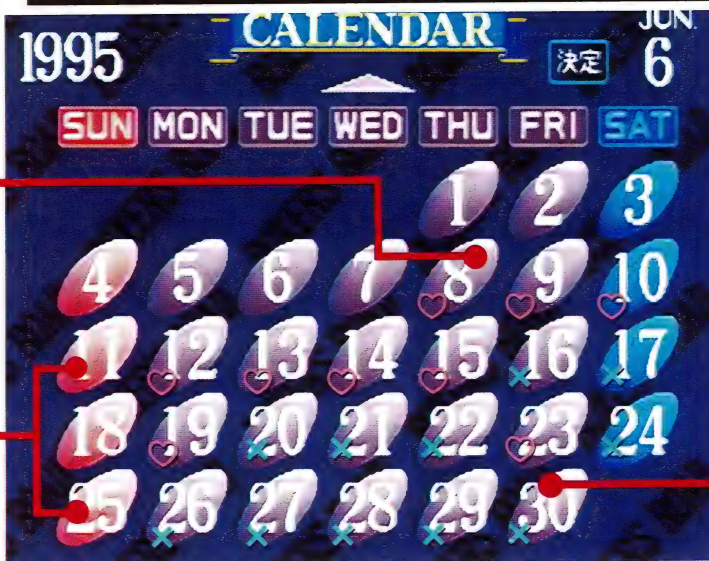 CALENDAR
1995
決定
JUN.
6
SUN MON TUE WED THU FRI SAT
1 2 3
4 5 6 7 8 9 10
11 12 13 14 15 16 17
18 19 20 21 22 23 24
25 26 27 28 29 30